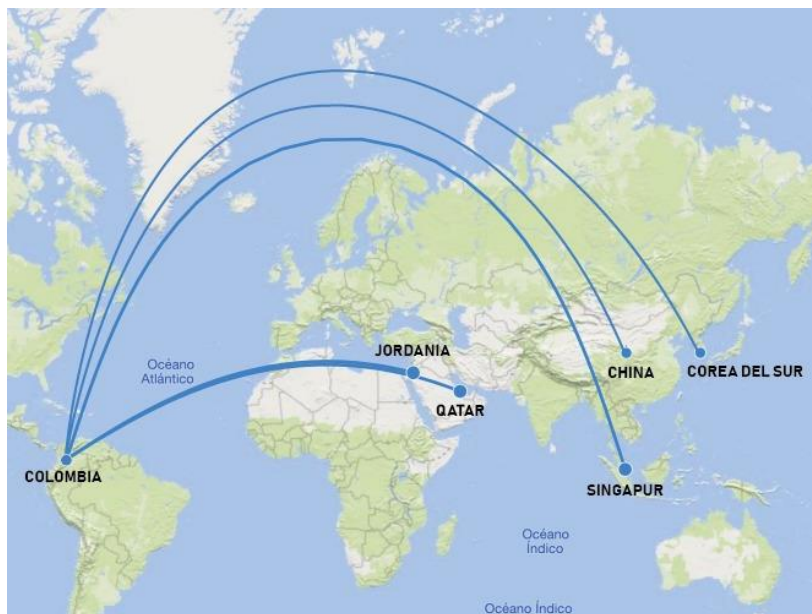 Océano
Atlántico
JORDANIA
CHINA
COREA DEL SUR
QATAR
COLOMBIA
SINGAPUR
Océano
Índico
Océano Índico